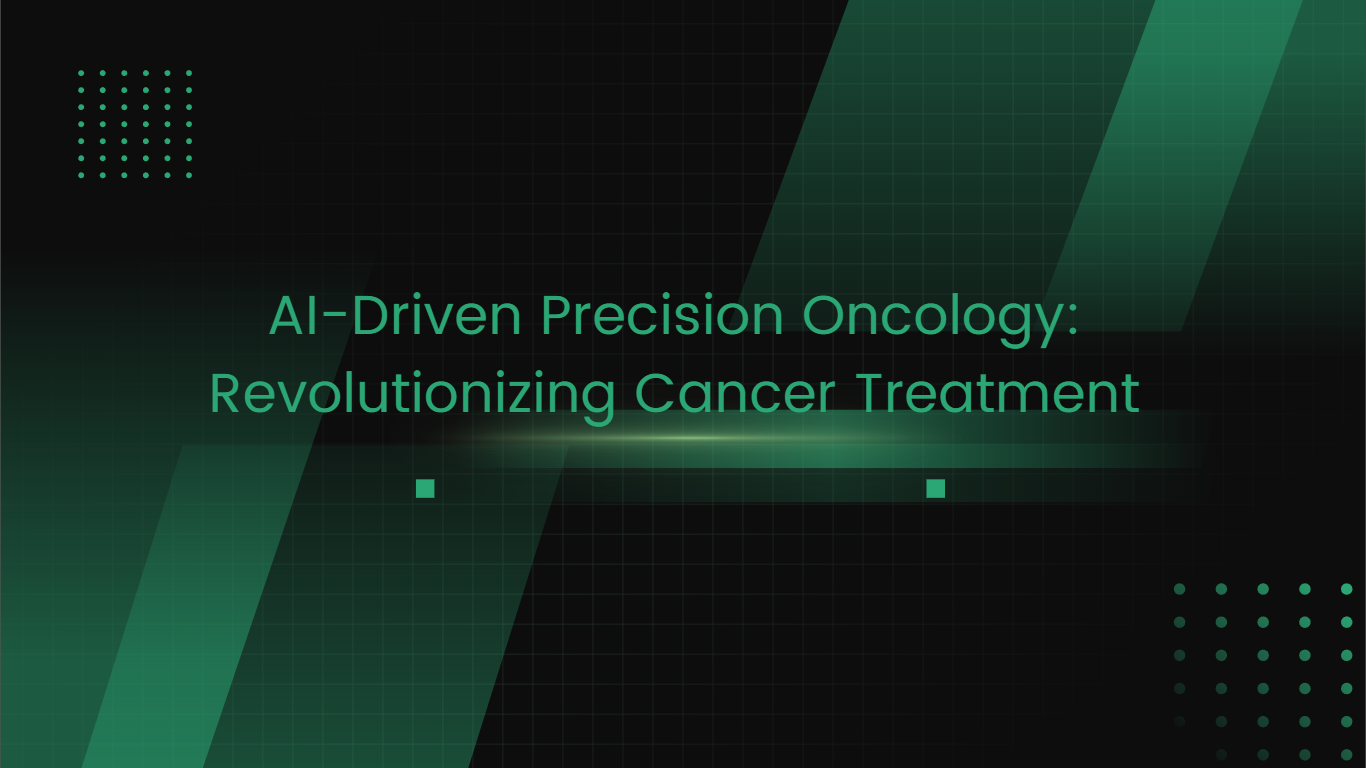 AI-Driven Precision Oncology:
Revolutionizing Cancer Treatment